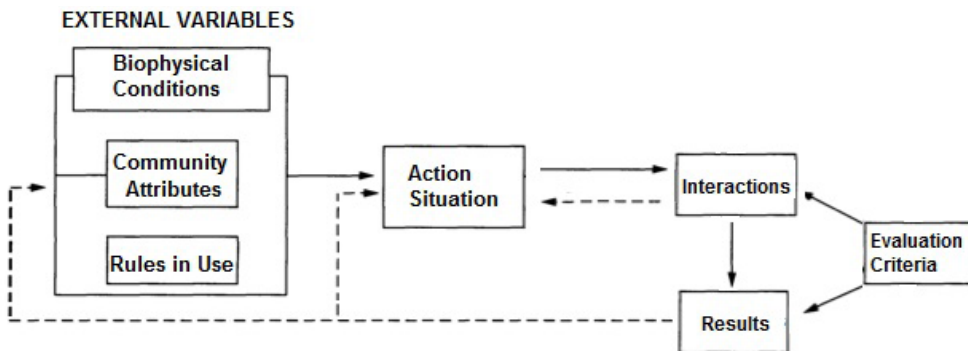 EXTERNAL VARIABLES
Biophysical
Conditions
Community
Attributes
Rules in Use
Action
Situation
Interactions
Evaluation
Criteria
Results